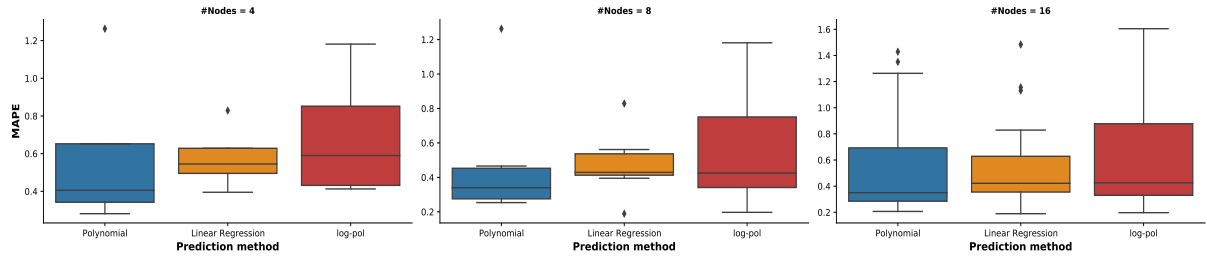 #Nodes = 4
MAPE
1.2
1.0
0.8
0.6
0.4
Polynomial Linear Regression log-pol
Prediction method
#Nodes = 8
1.2
1.0
0.8
0.6
0.4
0.2
Polynomial Linear Regression log-pol
Prediction method
#Nodes = 16
1.6
1.4
1.2
1.0
0.8
0.6
0.4
0.2
Polynomial Linear Regression log-pol
Prediction method